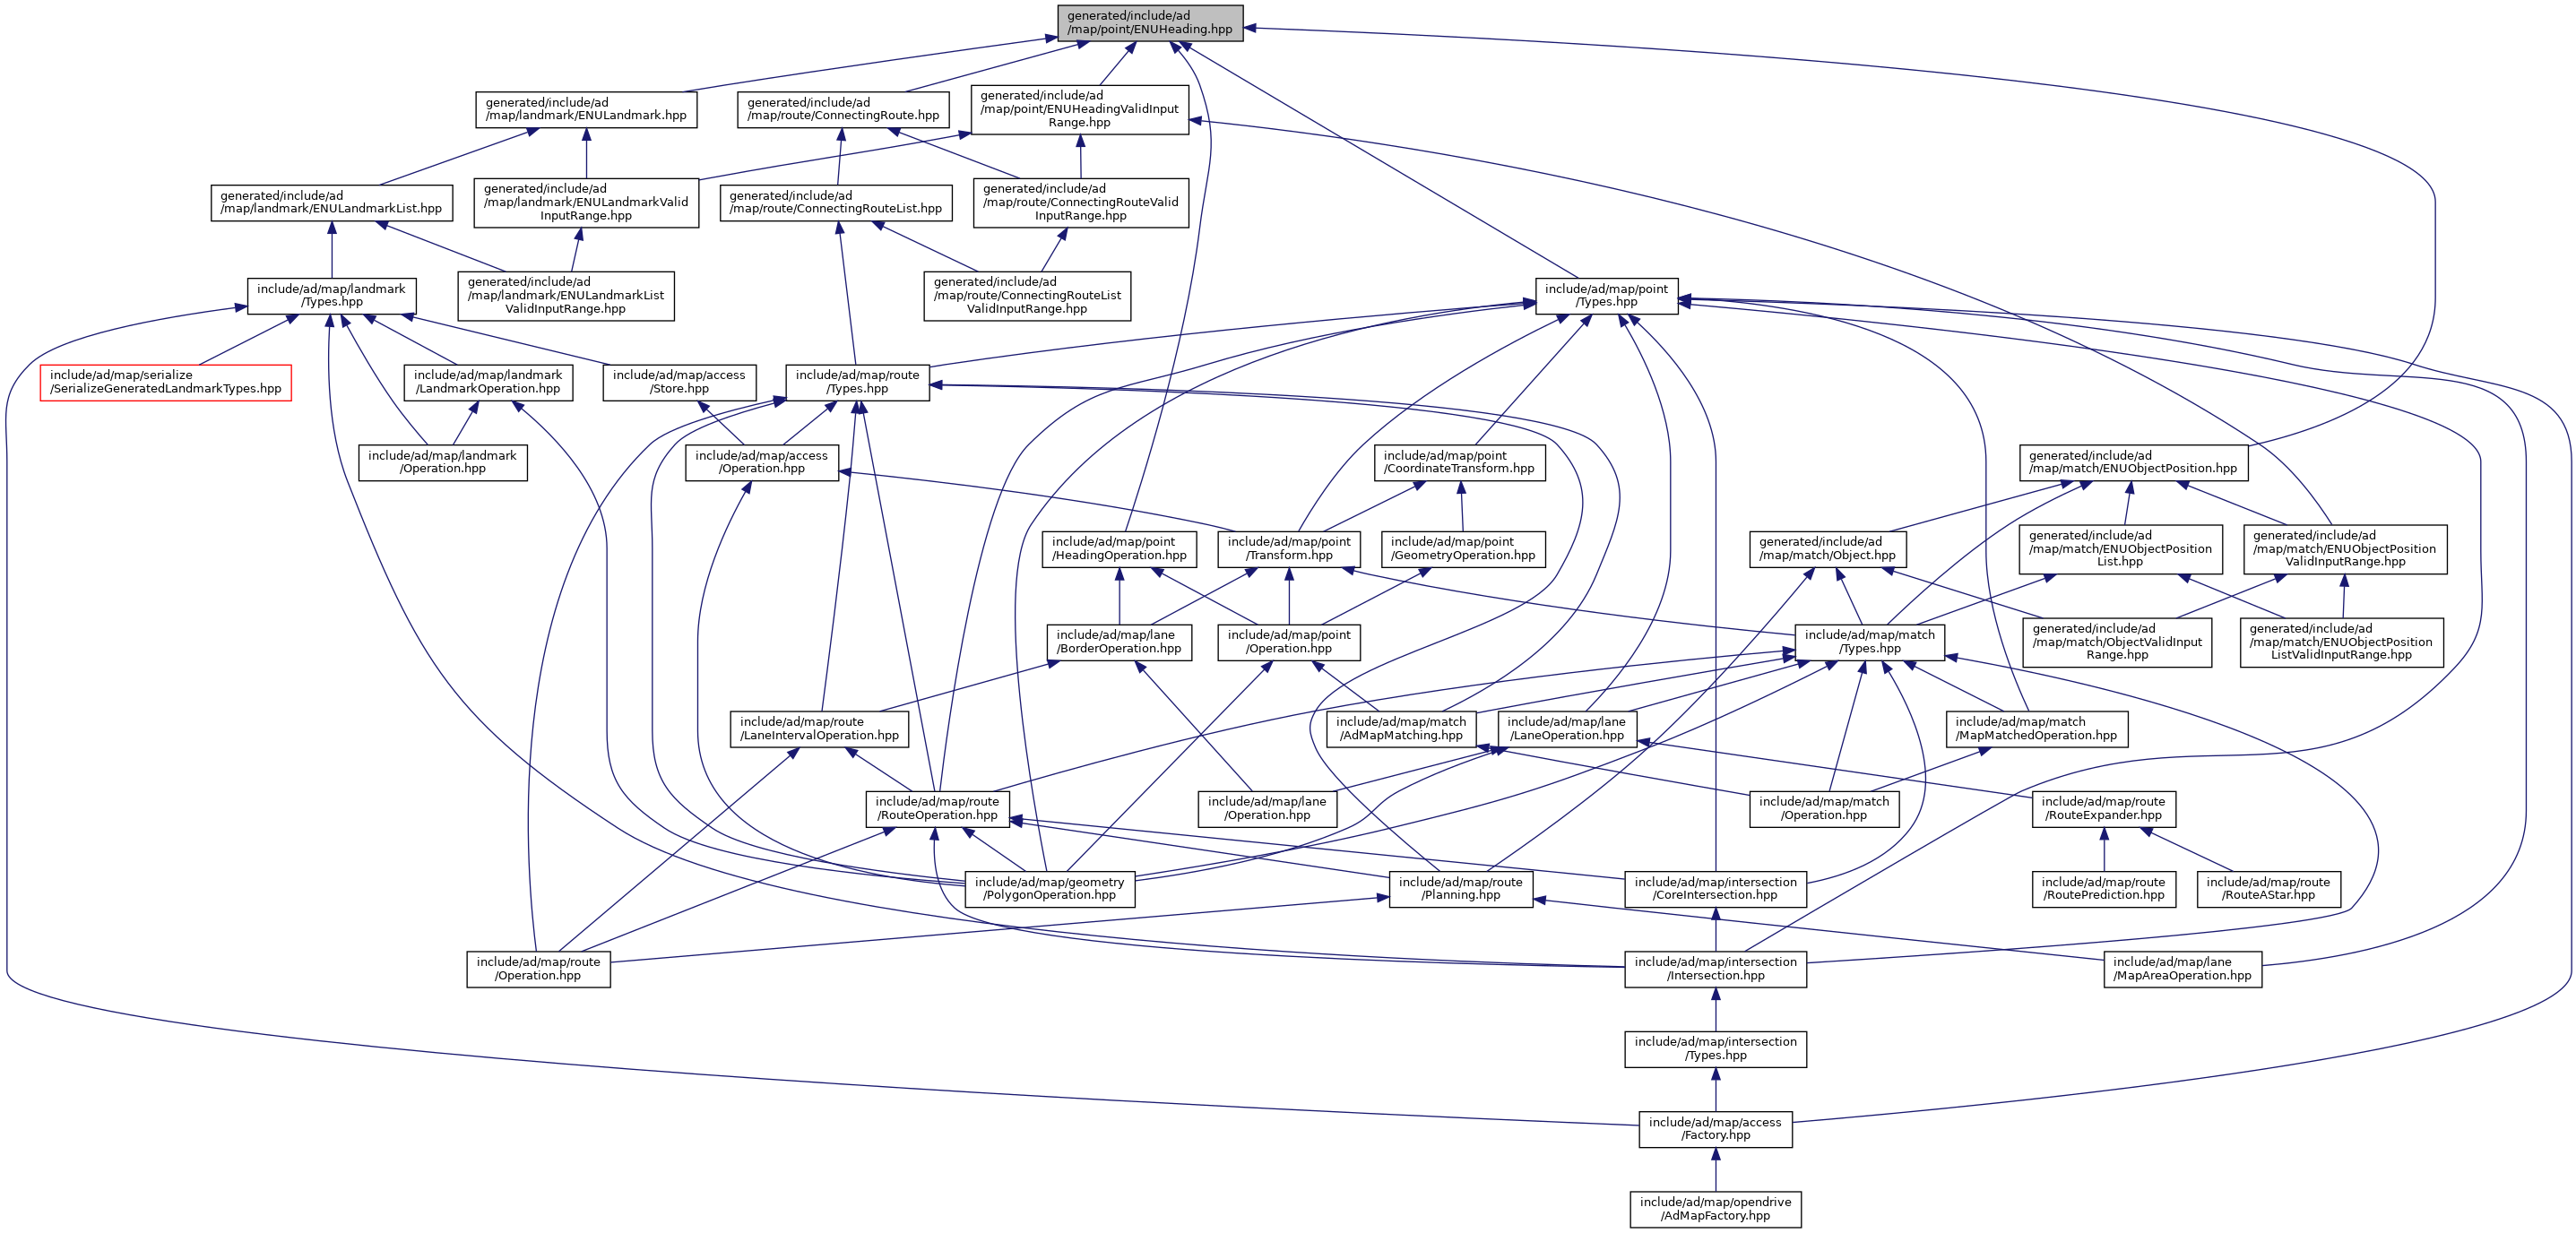 generated/include/ad
/map/point/ENUHeading.hpp
generated/include/ad
/map/landmark/ENULandmark.hpp
generated/include/ad
/map/route/ConnectingRoute.hpp
generated/include/ad
/map/point/ENUHeadingValidInput
Range.hpp
generated/include/ad
/map/landmark/ENULandmarkList.hpp
generated/include/ad
/map/landmark/ENULandmarkValid
InputRange.hpp
generated/include/ad
/map/route/ConnectingRouteList.hpp
generated/include/ad
/map/route/ConnectingRouteValid
InputRange.hpp
include/ad/map/landmark
/Types.hpp
generated/include/ad
/map/landmark/ENULandmarkList
ValidInputRange.hpp
generated/include/ad
/map/route/ConnectingRouteList
ValidInputRange.hpp
include/ad/map/point
/Types.hpp
include/ad/map/serialize
/SerializeGeneratedLandmarkTypes.hpp
include/ad/map/landmark
/LandmarkOperation.hpp
include/ad/map/access
/Store.hpp
include/ad/map/route
/Types.hpp
include/ad/map/landmark
/Operation.hpp
include/ad/map/access
/Operation.hpp
include/ad/map/point
/CoordinateTransform.hpp
generated/include/ad
/map/match/ENUObjectPosition.hpp
include/ad/map/point
/HeadingOperation.hpp
include/ad/map/point
/Transform.hpp
include/ad/map/point
/GeometryOperation.hpp
generated/include/ad
/map/match/Object.hpp
generated/include/ad
/map/match/ENUObjectPosition
List.hpp
generated/include/ad
/map/match/ENUObjectPosition
ValidInputRange.hpp
include/ad/map/lane
/BorderOperation.hpp
include/ad/map/point
/Operation.hpp
include/ad/map/match
/Types.hpp
generated/include/ad
/map/match/ObjectValidInput
Range.hpp
generated/include/ad
/map/match/ENUObjectPosition
ListValidInputRange.hpp
include/ad/map/route
/LaneIntervalOperation.hpp
include/ad/map/match
/AdMapMatching.hpp
include/ad/map/lane
/LaneOperation.hpp
include/ad/map/match
/MapMatchedOperation.hpp
include/ad/map/route
/RouteOperation.hpp
include/ad/map/lane
/Operation.hpp
include/ad/map/match
/Operation.hpp
include/ad/map/route
/RouteExpander.hpp
include/ad/map/geometry
/PolygonOperation.hpp
include/ad/map/route
/Planning.hpp
include/ad/map/intersection
/CoreIntersection.hpp
include/ad/map/route
/RoutePrediction.hpp
include/ad/map/route
/RouteAStar.hpp
include/ad/map/route
/Operation.hpp
include/ad/map/intersection
/Intersection.hpp
include/ad/map/lane
/MapAreaOperation.hpp
include/ad/map/intersection
/Types.hpp
include/ad/map/access
/Factory.hpp
include/ad/map/opendrive
/AdMapFactory.hpp